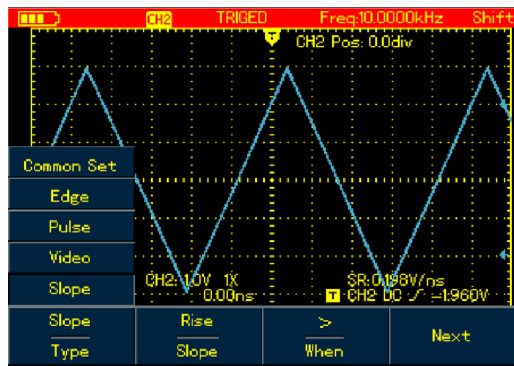 CH2 TRIGED Freq:10.0000kHz Shift
T CH2 Pos: 0.0div
Common Set
Edge
Pulse
Video
Slope
CH2: 1.0V 1X SR:0.198V/ns
0.00ns T CH2 DC -1.960V
Slope Rise > Next
Type Slope When